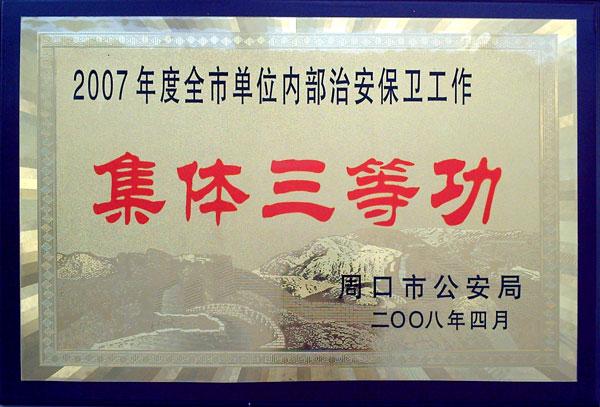 2007年度全市单位内部治安保卫工作
集体三等功
周口市公安局
二〇〇八年四月